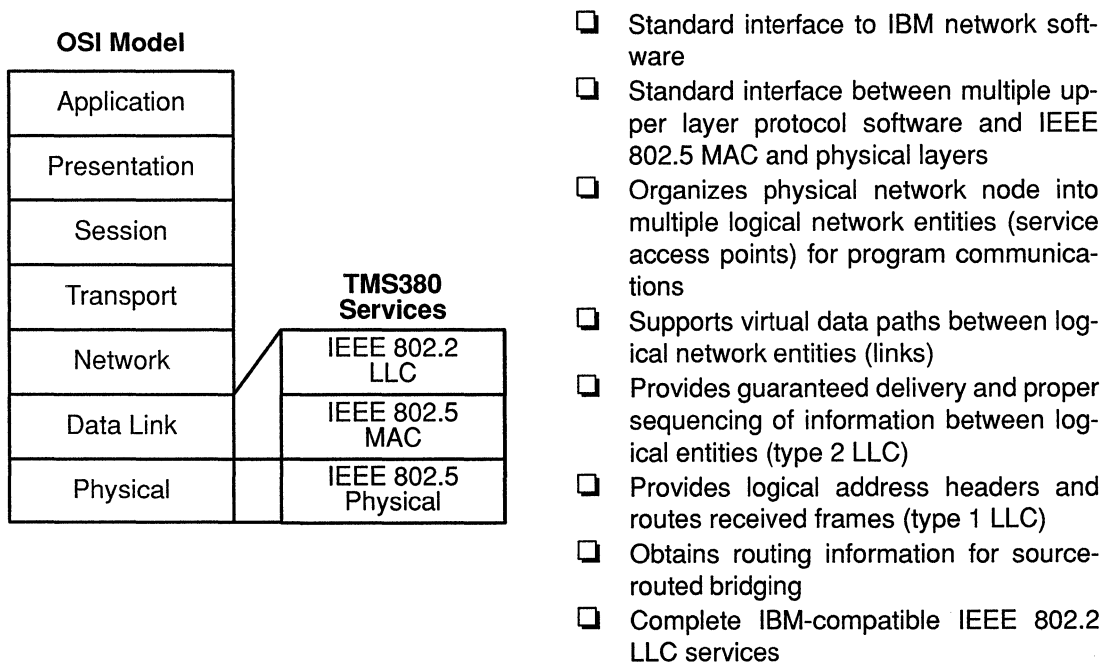 OSI Model
Application
Presentation
Session
Transport
Network
Data Link
Physical
TMS380
Services
IEEE 802.2
LLC
IEEE 802.5
MAC
IEEE 802.5
Physical
❑ Standard interface to IBM network soft-
ware
❑ Standard interface between multiple up-
per layer protocol software and IEEE
802.5 MAC and physical layers
❑ Organizes physical network node into
multiple logical network entities (service
access points) for program communica-
tions
❑ Supports virtual data paths between log-
ical network entities (links)
❑ Provides guaranteed delivery and proper
sequencing of information between log-
ical entities (type 2 LLC)
❑ Provides logical address headers and
routes received frames (type 1 LLC)
❑ Obtains routing information for source-
routed bridging
❑ Complete IBM-compatible IEEE 802.2
LLC services